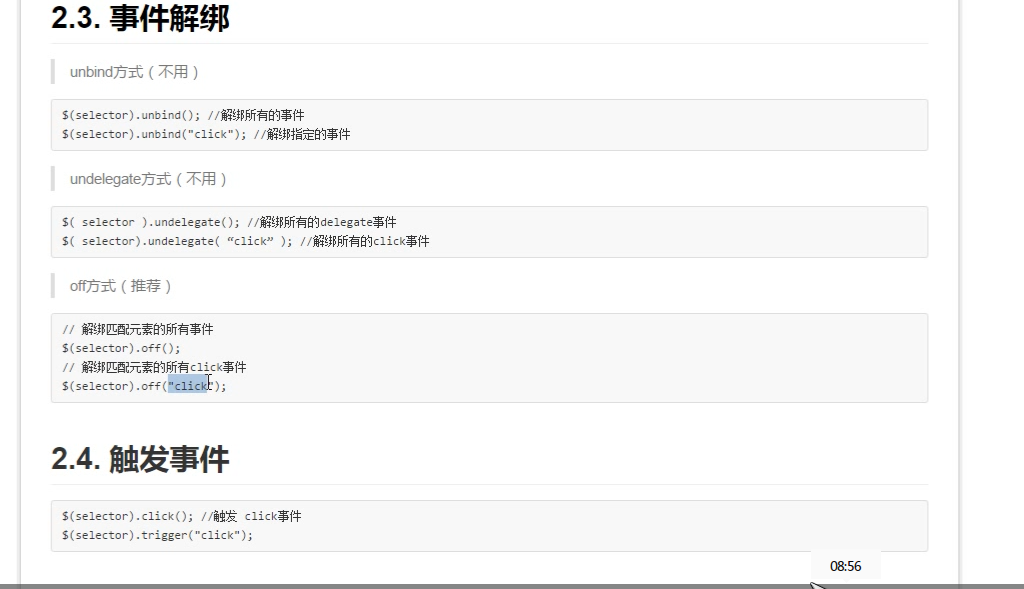 2.3. 事件解绑
unbind方式（不用）
$(selector).unbind(); //解绑所有的事件
$(selector).unbind("click"); //解绑指定的事件
undelegate方式（不用）
$( selector ).undelegate(); //解绑所有的delegate事件
$( selector).undelegate( “click” ); //解绑所有的click事件
off方式（推荐）
// 解绑匹配元素的所有事件
$(selector).off();
// 解绑匹配元素的所有click事件
$(selector).off("click");
2.4. 触发事件
$(selector).click(); //触发 click事件
$(selector).trigger("click");
08:56